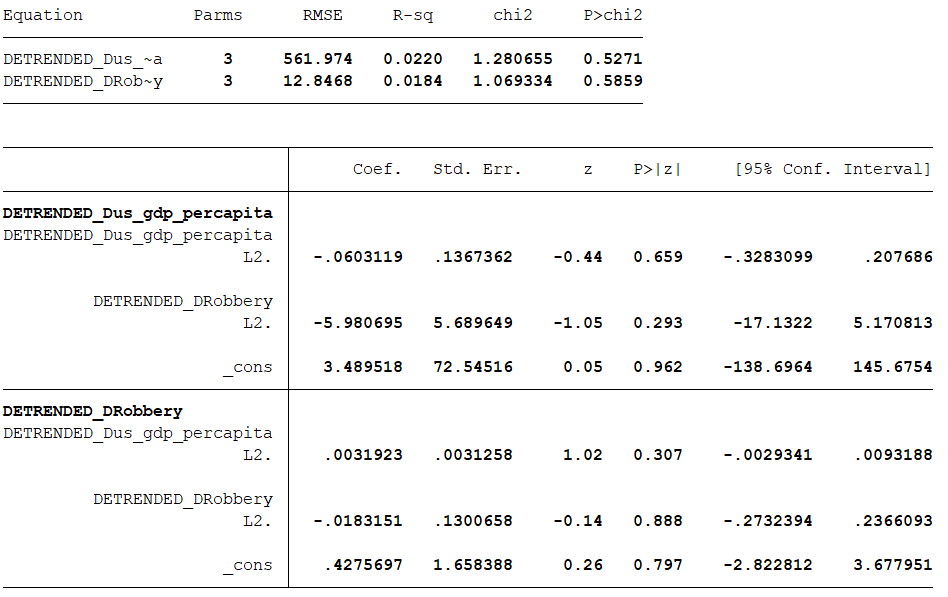 Equation Parms RMSE R-sq chi2 P>chi2
DETRENDED_Dus_~a 3 561.974 0.0220 1.280655 0.5271
DETRENDED_DRob~y 3 12.8468 0.0184 1.069334 0.5859
Coef. Std. Err. z P>|z| [95% Conf. Interval]
DETRENDED_Dus_gdp_percapita
DETRENDED_Dus_gdp_percapita
L2. -.0603119 .1367362 -0.44 0.659 -.3283099 .207686
DETRENDED_DRobbery
L2. -5.980695 5.689649 -1.05 0.293 -17.1322 5.170813
_cons 3.489518 72.54516 0.05 0.962 -138.6964 145.6754
DETRENDED_DRobbery
DETRENDED_Dus_gdp_percapita
L2. .0031923 .0031258 1.02 0.307 -.0029341 .0093188
DETRENDED_DRobbery
L2. -.0183151 .1300658 -0.14 0.888 -.2732394 .2366093
_cons .4275697 1.658388 0.26 0.797 -2.822812 3.677951